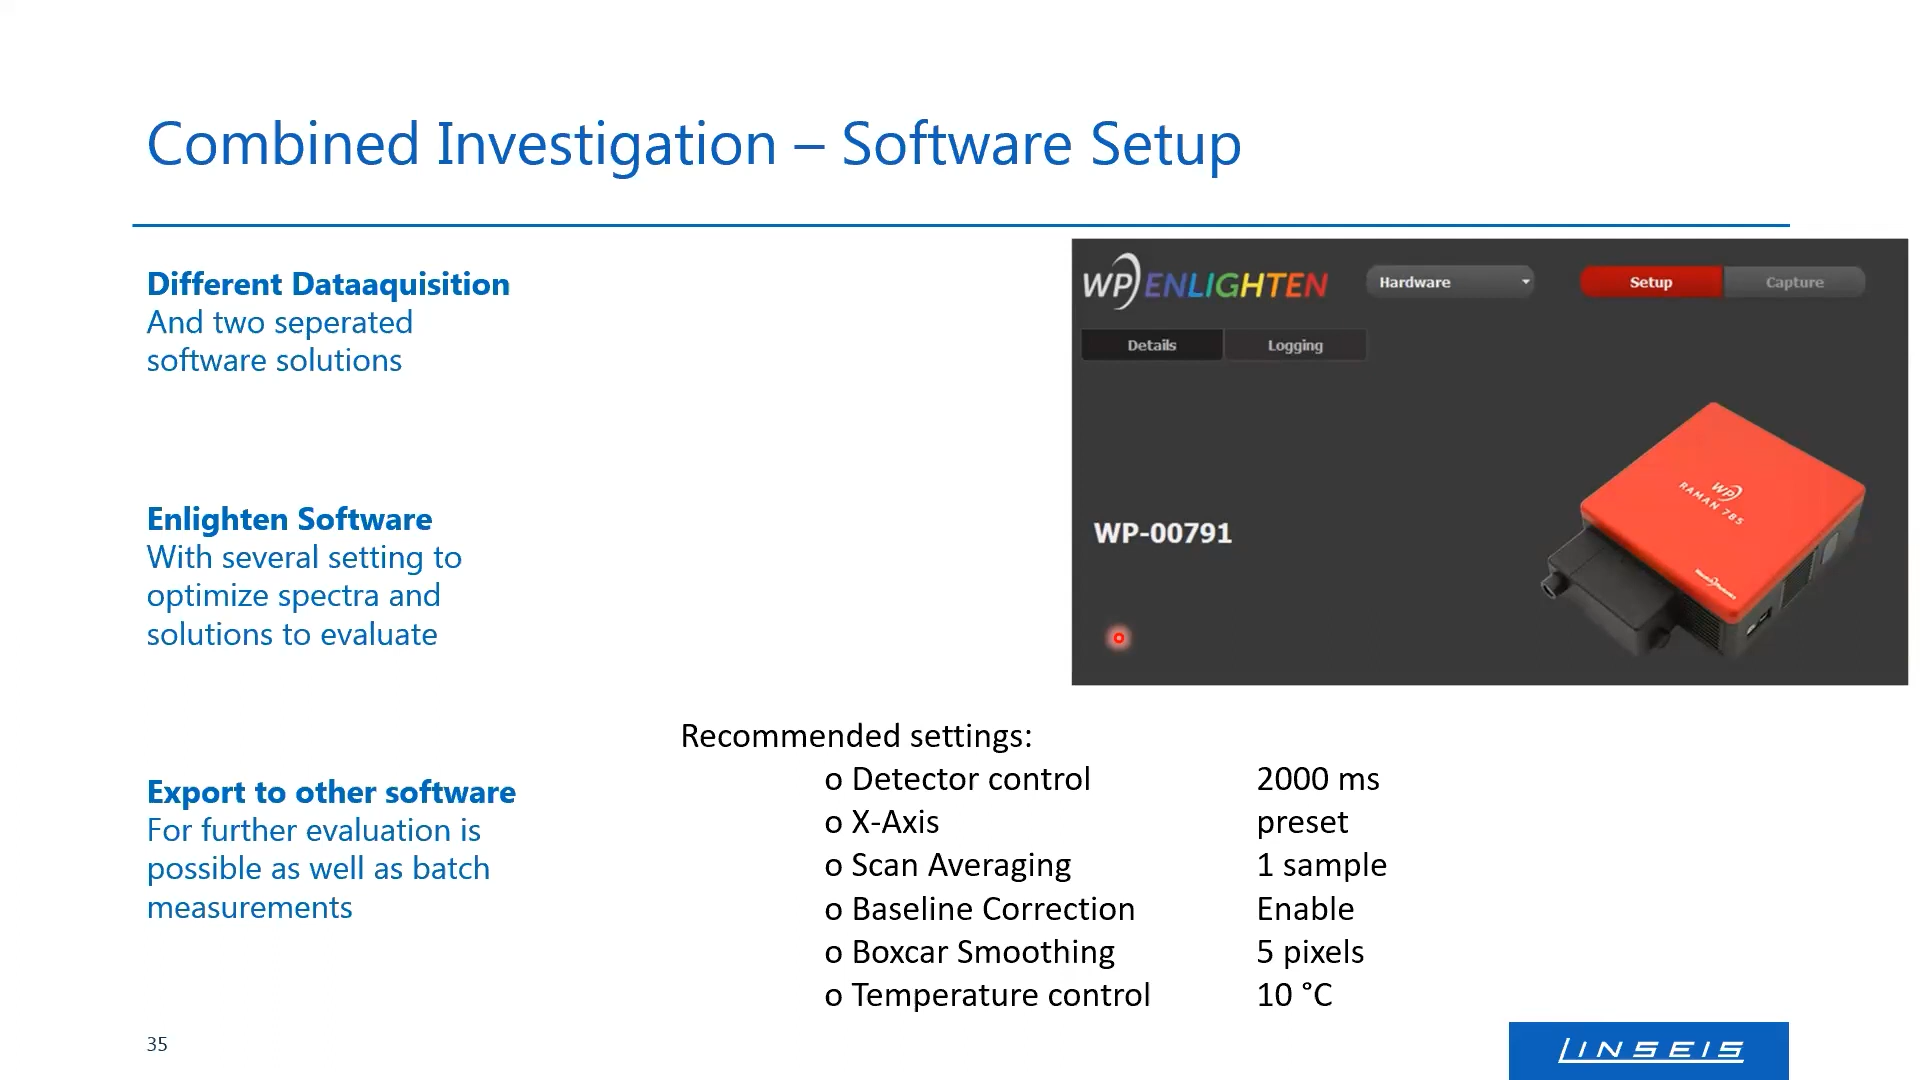 Combined Investigation – Software Setup
Different Dataaquisition
And two seperated
software solutions
Enlighten Software
With several setting to
optimize spectra and
solutions to evaluate
Export to other software
For further evaluation is
possible as well as batch
measurements
WP ENLIGHTEN
Hardware
Setup
Capture
Details
Logging
WP-00791
WP
RAMAN 785
Recommended settings:
o Detector control 2000 ms
o X-Axis preset
o Scan Averaging 1 sample
o Baseline Correction Enable
o Boxcar Smoothing 5 pixels
o Temperature control 10 °C
35
LINSEIS